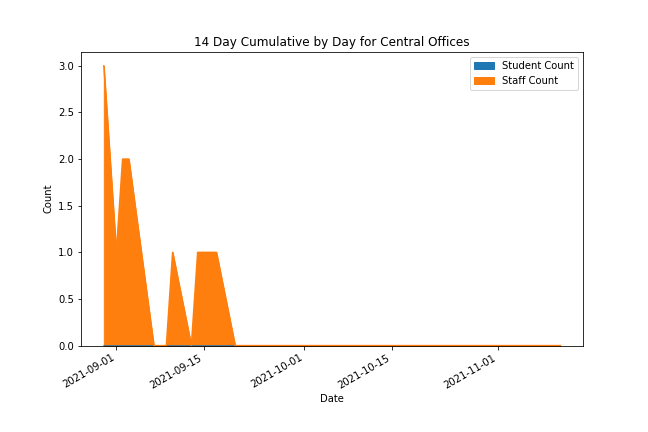 14 Day Cumulative by Day for Central Offices
Student Count
Staff Count
3.0
2.5
2.0
1.5
1.0
0.5
0.0
Count
2021-09-01
2021-09-15
2021-10-01
2021-10-15
2021-11-01
Date